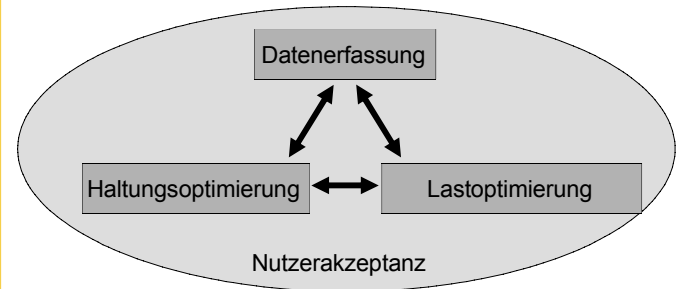 Datenerfassung
Haltungsoptimierung
Lastoptimierung
Nutzerakzeptanz